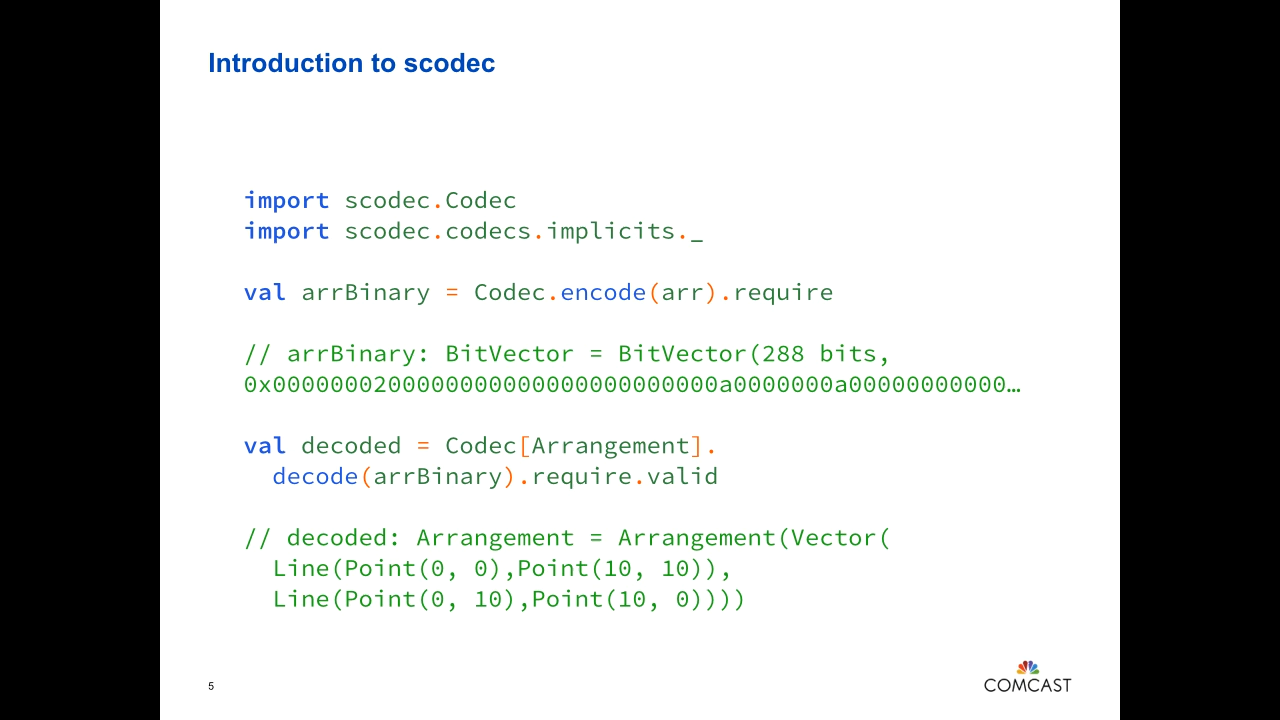 Introduction to scodec
import scodec.Codec
import scodec.codecs.implicits._
val arrBinary = Codec.encode(arr).require
// arrBinary: BitVector = BitVector(288 bits,
0x00000002000000000000000000000000a0000000a00000000000…
val decoded = Codec[Arrangement].
decode(arrBinary).require.valid
// decoded: Arrangement = Arrangement(Vector(
Line(Point(0, 0),Point(10, 10)),
Line(Point(0, 10),Point(10, 0))))
5
COMCAST